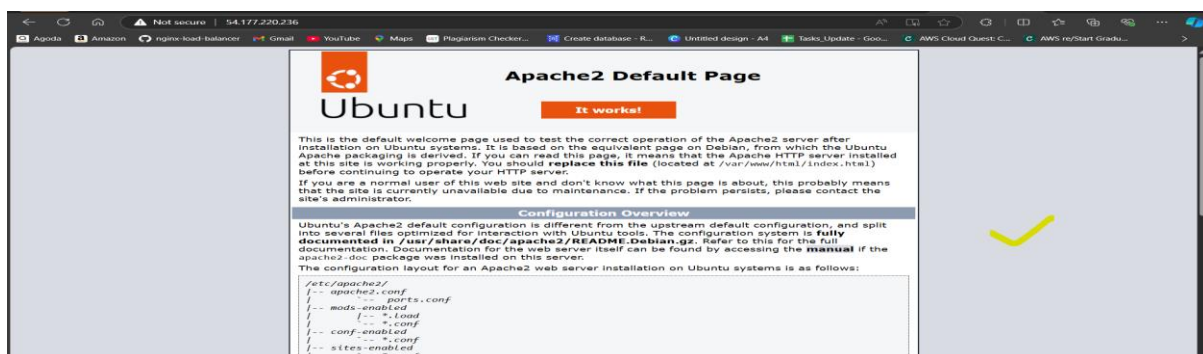 Not secure | 54.177.220.236
Agoda Amazon nginx-load-balancer Gmail YouTube Maps Plagiarism Checker... Create database - R... Untitled design - A4 Tasks_Update - Goo... AWS Cloud Quest: C... AWS re/Start Gradu...
Apache2 Default Page
Ubuntu
It works!
This is the default welcome page used to test the correct operation of the Apache2 server after
installation on Ubuntu systems. It is based on the equivalent page on Debian, from which the Ubuntu
Apache packaging is derived. If you can read this page, it means that the Apache HTTP server installed
at this site is working properly. You should replace this file (located at /var/www/html/index.html)
before continuing to operate your HTTP server.
If you are a normal user of this web site and don't know what this page is about, this probably means
that the site is currently unavailable due to maintenance. If the problem persists, please contact the
site's administrator.
Configuration Overview
Ubuntu's Apache2 default configuration is different from the upstream default configuration, and split
into several files optimized for interaction with Ubuntu tools. The configuration system is fully
documented in /usr/share/doc/apache2/README.Debian.gz. Refer to this for the full
documentation. Documentation for the web server itself can be found by accessing the manual if the
apache2-doc package was installed on this server.
The configuration layout for an Apache2 web server installation on Ubuntu systems is as follows:
/etc/apache2/
|-- apache2.conf
|       `-- ports.conf
|-- mods-enabled
|       |-- *.load
|       `-- *.conf
|-- conf-enabled
|       `-- *.conf
|-- sites-enabled